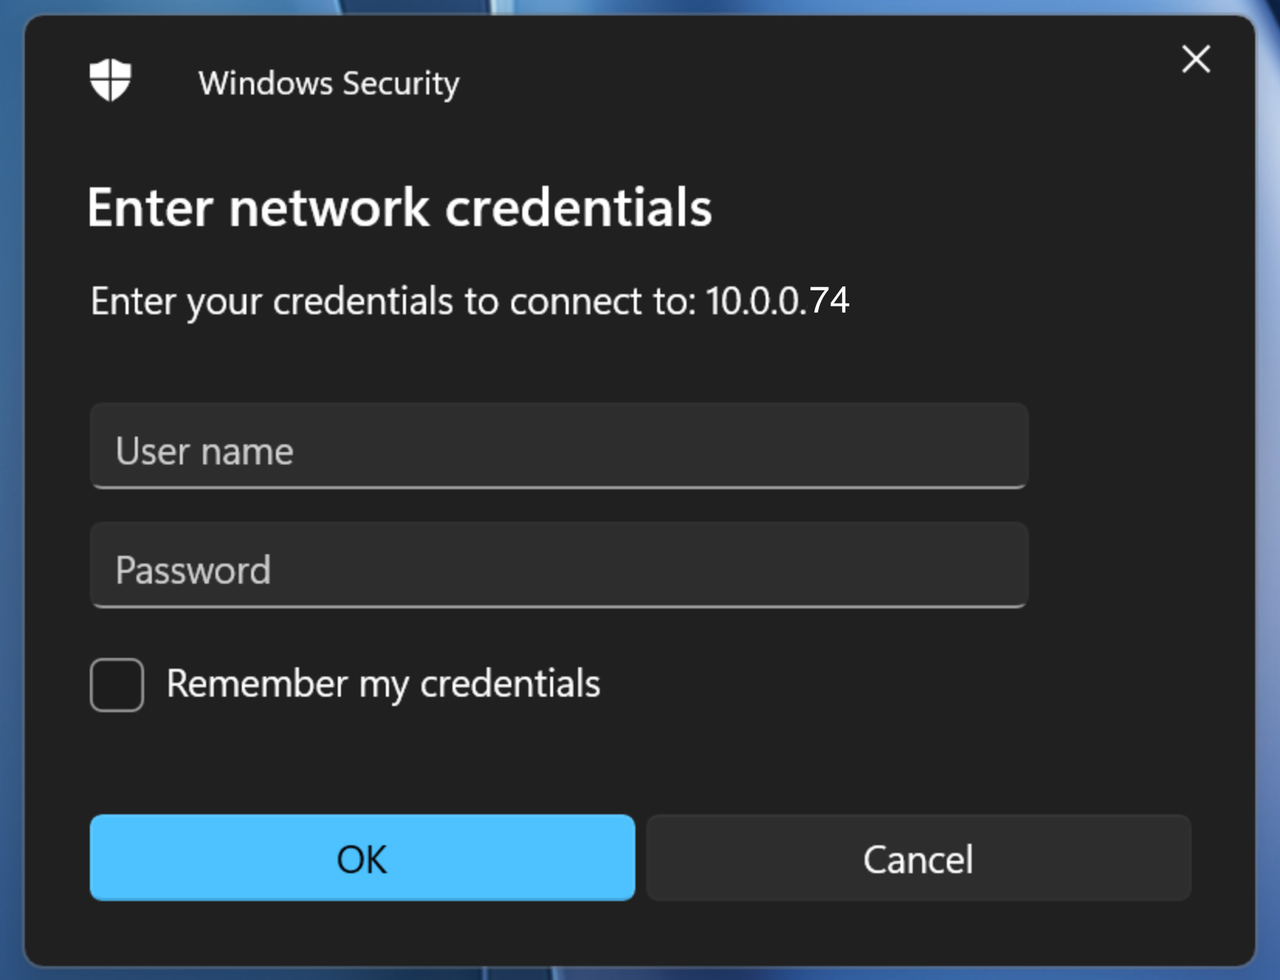 Windows Security
Enter network credentials
Enter your credentials to connect to: 10.0.0.74
User name
Password
Remember my credentials
OK
Cancel